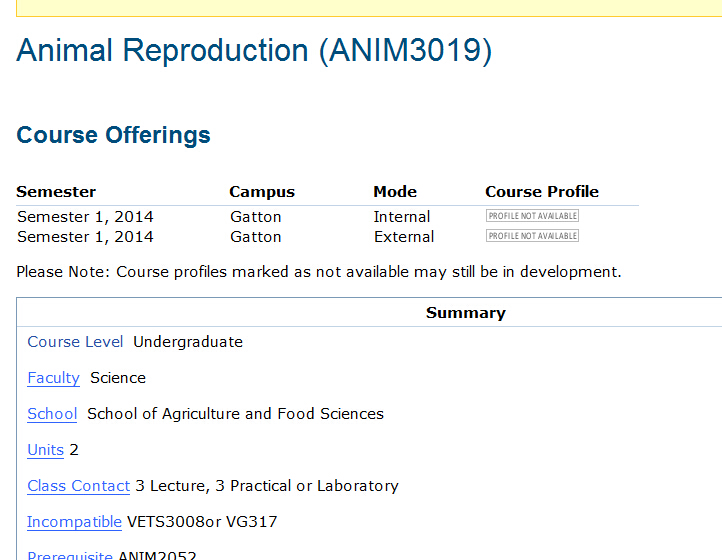 Animal Reproduction (ANIM3019)
Course Offerings
Semester Campus Mode Course Profile
Semester 1, 2014 Gatton Internal PROFILE NOT AVAILABLE
Semester 1, 2014 Gatton External PROFILE NOT AVAILABLE
Please Note: Course profiles marked as not available may still be in development.
Summary
Course Level Undergraduate
Faculty Science
School School of Agriculture and Food Sciences
Units 2
Class Contact 3 Lecture, 3 Practical or Laboratory
Incompatible VETS3008or VG317
Prerequisite ANIM2052